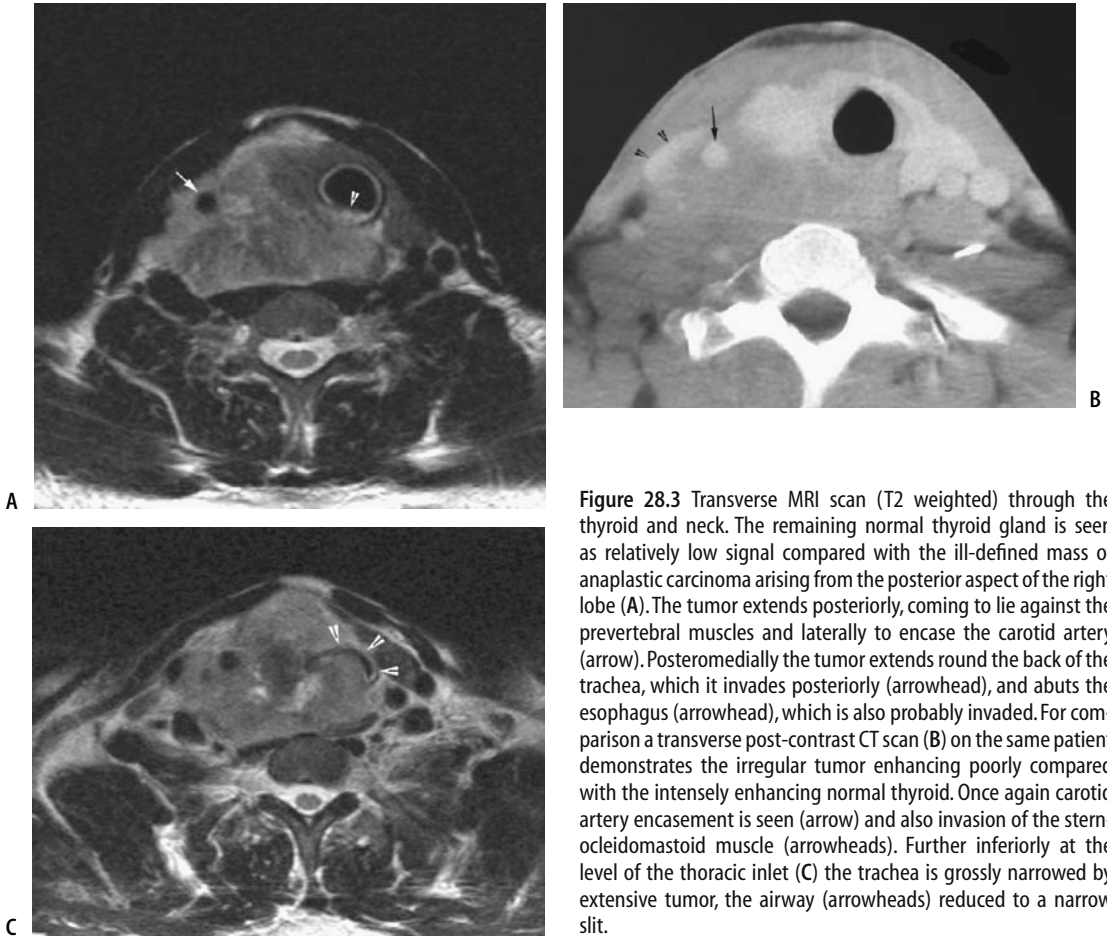 B
A
Figure 28.3 Transverse MRI scan (T2 weighted) through the
thyroid and neck. The remaining normal thyroid gland is seen
as relatively low signal compared with the ill-defined mass o
anaplastic carcinoma arising from the posterior aspect of the right
lobe (A). The tumor extends posteriorly, coming to lie against the
prevertebral muscles and laterally to encase the carotid artery
(arrow). Posteromedially the tumor extends round the back of the
trachea, which it invades posteriorly (arrowhead), and abuts the
esophagus (arrowhead), which is also probably invaded. For com-
parison a transverse post-contrast CT scan (B) on the same patient
demonstrates the irregular tumor enhancing poorly compared
with the intensely enhancing normal thyroid. Once again carotid
artery encasement is seen (arrow) and also invasion of the stern-
ocleidomastoid muscle (arrowheads). Further inferiorly at the
level of the thoracic inlet (C) the trachea is grossly narrowed by
extensive tumor, the airway (arrowheads) reduced to a narrow
slit.
C